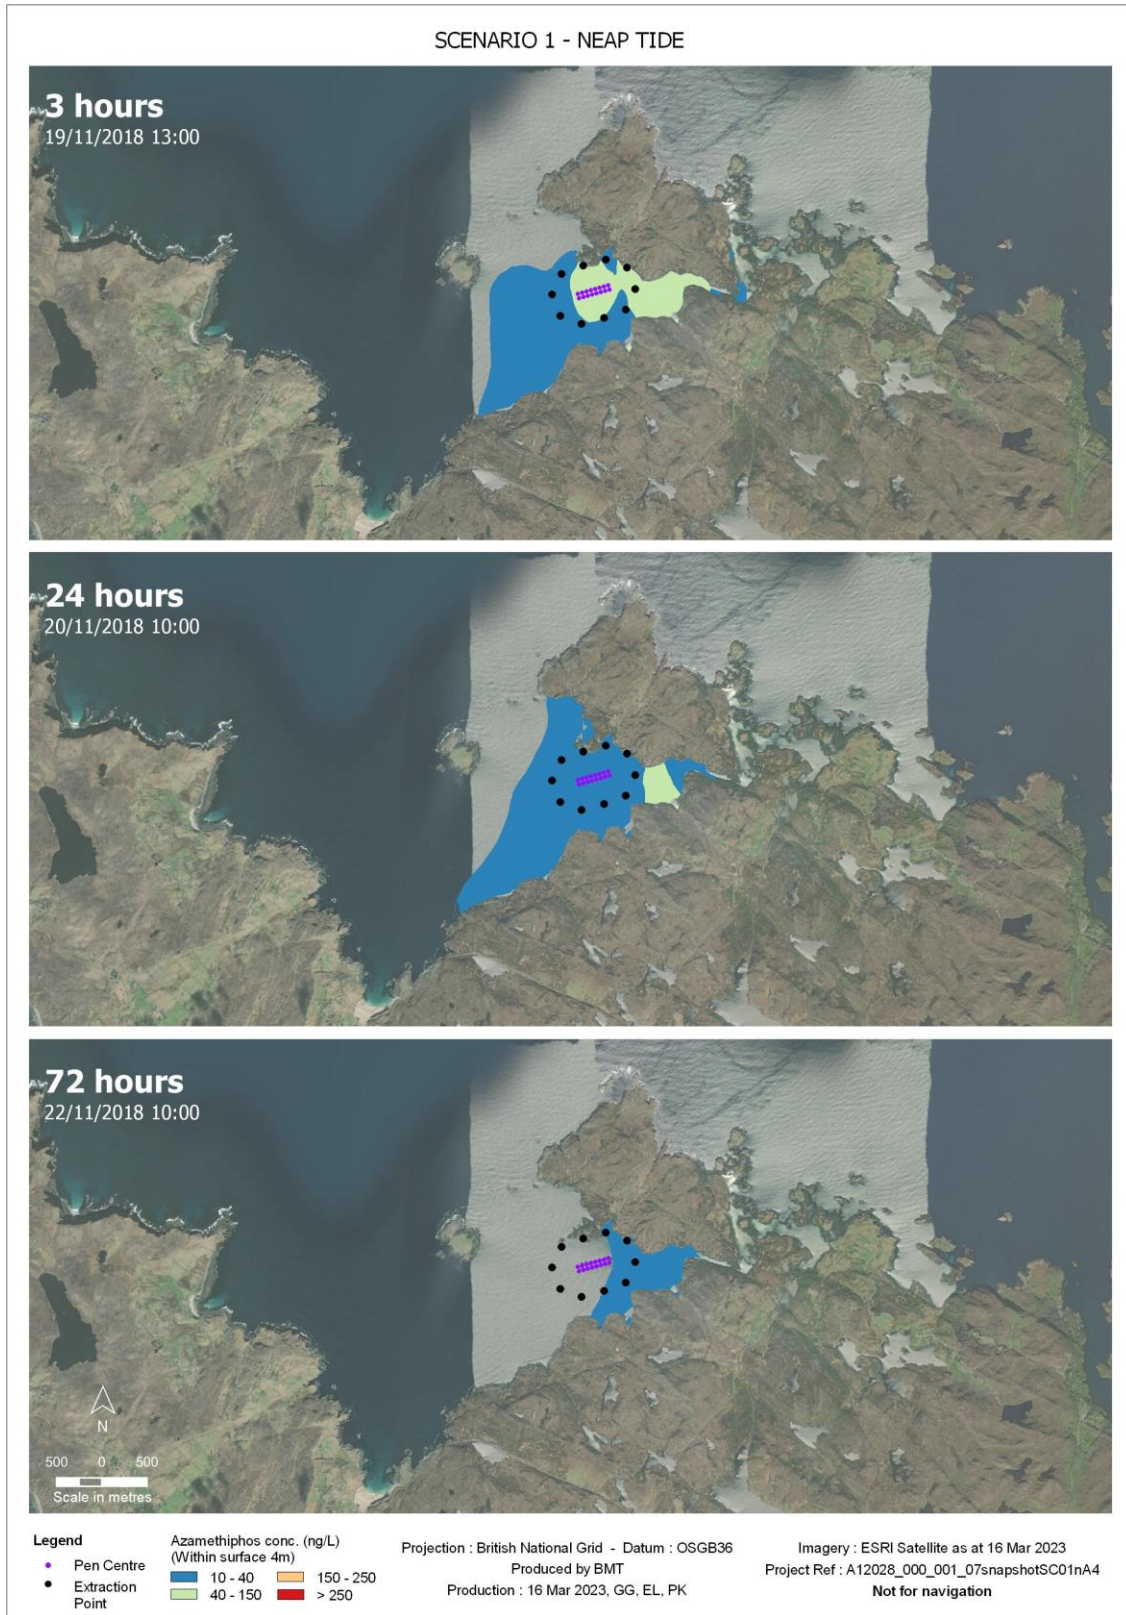 SCENARIO 1 - NEAP TIDE
3 hours
19/11/2018 13:00
24 hours
20/11/2018 10:00
72 hours
22/11/2018 10:00
N
500 0 500
Scale in metres
Legend
Pen Centre
Extraction
Point
Azamethiphos conc. (ng/L)
(Within surface 4m)
10 - 40
40 - 150
150 - 250
> 250
Projection : British National Grid - Datum : OSGB36
Produced by BMT
Production : 16 Mar 2023, GG, EL, PK
Imagery : ESRI Satellite as at 16 Mar 2023
Project Ref : A12028_000_001_07snapshotSC01nA4
Not for navigation